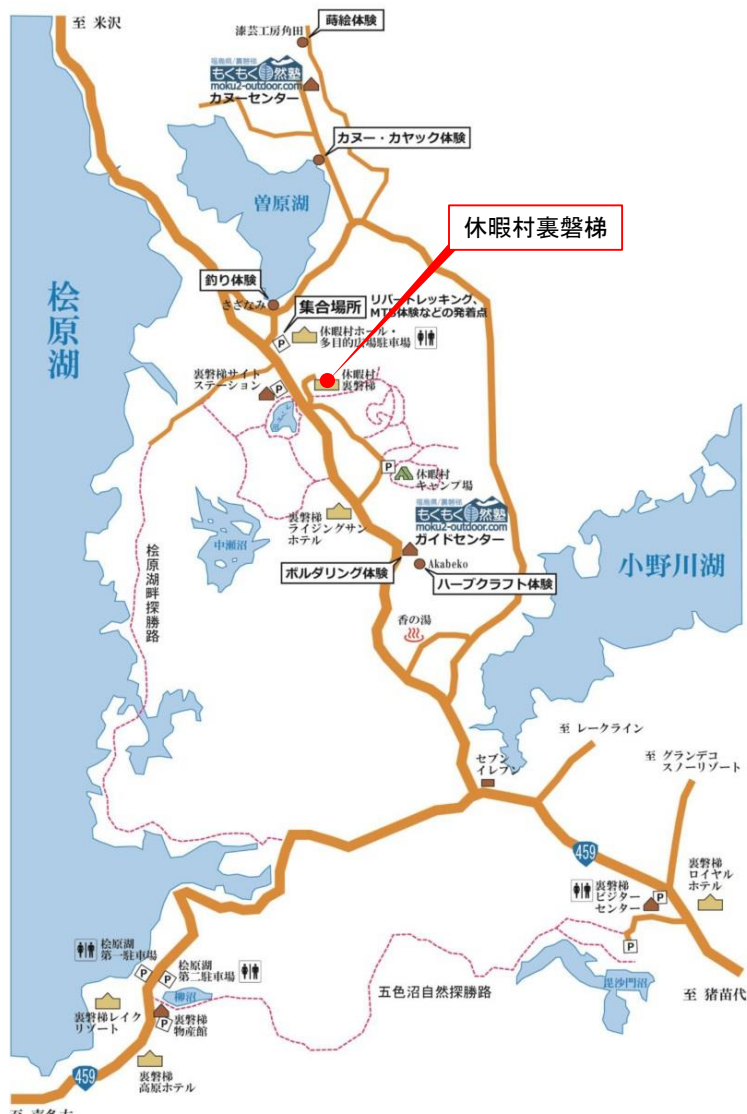 至 米沢
漆芸工房角田
蒔絵体験
福島県/裏磐梯
もくもく自然塾
moku2-outdoor.com
カヌーセンター
カヌー・カヤック体験
曽原湖
休暇村裏磐梯
桧原湖
釣り体験
さざなみ
集合場所
リバートレッキング、
MTB体験などの発着点
P
休暇村ホール・
多目的広場駐車場
裏磐梯サイト
ステーション
P
休暇村
裏磐梯
P
休暇村
キャンプ場
裏磐梯
ライジングサン
ホテル
福島県/裏磐梯
もくもく自然塾
moku2-outdoor.com
ガイドセンター
中瀬沼
小野川湖
ボルダリング体験
Akabeko
ハーブクラフト体験
桧原湖畔探勝路
香の湯
至 レークライン
セブン
イレブン
至 グランデコ
スノーリゾート
459
裏磐梯
ビジター
センター
P
裏磐梯
ロイヤル
ホテル
P
桧原湖
第一駐車場
P
P
桧原湖
第二駐車場
五色沼自然探勝路
毘沙門沼
至 猪苗代
柳沼
裏磐梯レイク
リゾート
裏磐梯
物産館
P
459
裏磐梯
高原ホテル